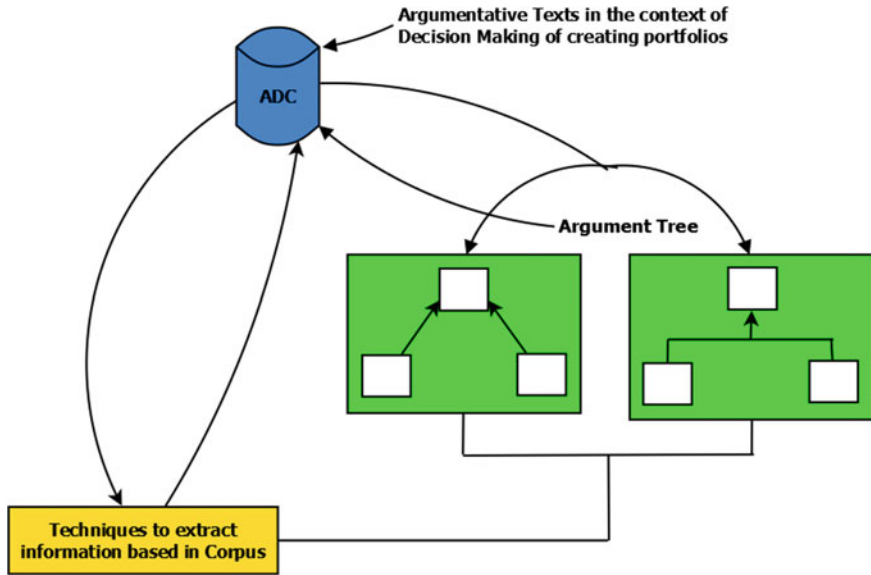 Argumentative Texts in the context of
Decision Making of creating portfolios
ADC
Argument Tree
Techniques to extract
information based in Corpus